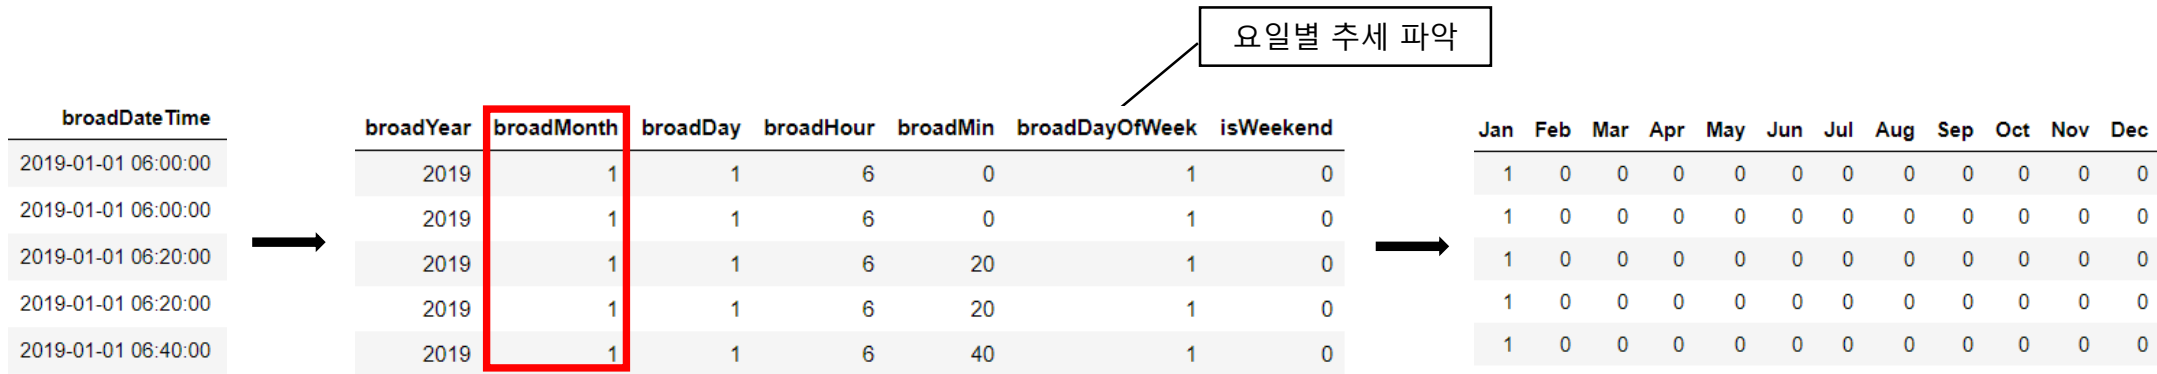 요일별 추세 파악
broadDateTime
2019-01-01 06:00:00
2019-01-01 06:00:00
2019-01-01 06:20:00
2019-01-01 06:20:00
2019-01-01 06:40:00
broadYear broadMonth broadDay broadHour broadMin broadDayOfWeek isWeekend
2019 1 1 6 0 1 0
2019 1 1 6 0 1 0
2019 1 1 6 20 1 0
2019 1 1 6 20 1 0
2019 1 1 6 40 1 0
Jan Feb Mar Apr May Jun Jul Aug Sep Oct Nov Dec
1 0 0 0 0 0 0 0 0 0 0 0
1 0 0 0 0 0 0 0 0 0 0 0
1 0 0 0 0 0 0 0 0 0 0 0
1 0 0 0 0 0 0 0 0 0 0 0
1 0 0 0 0 0 0 0 0 0 0 0